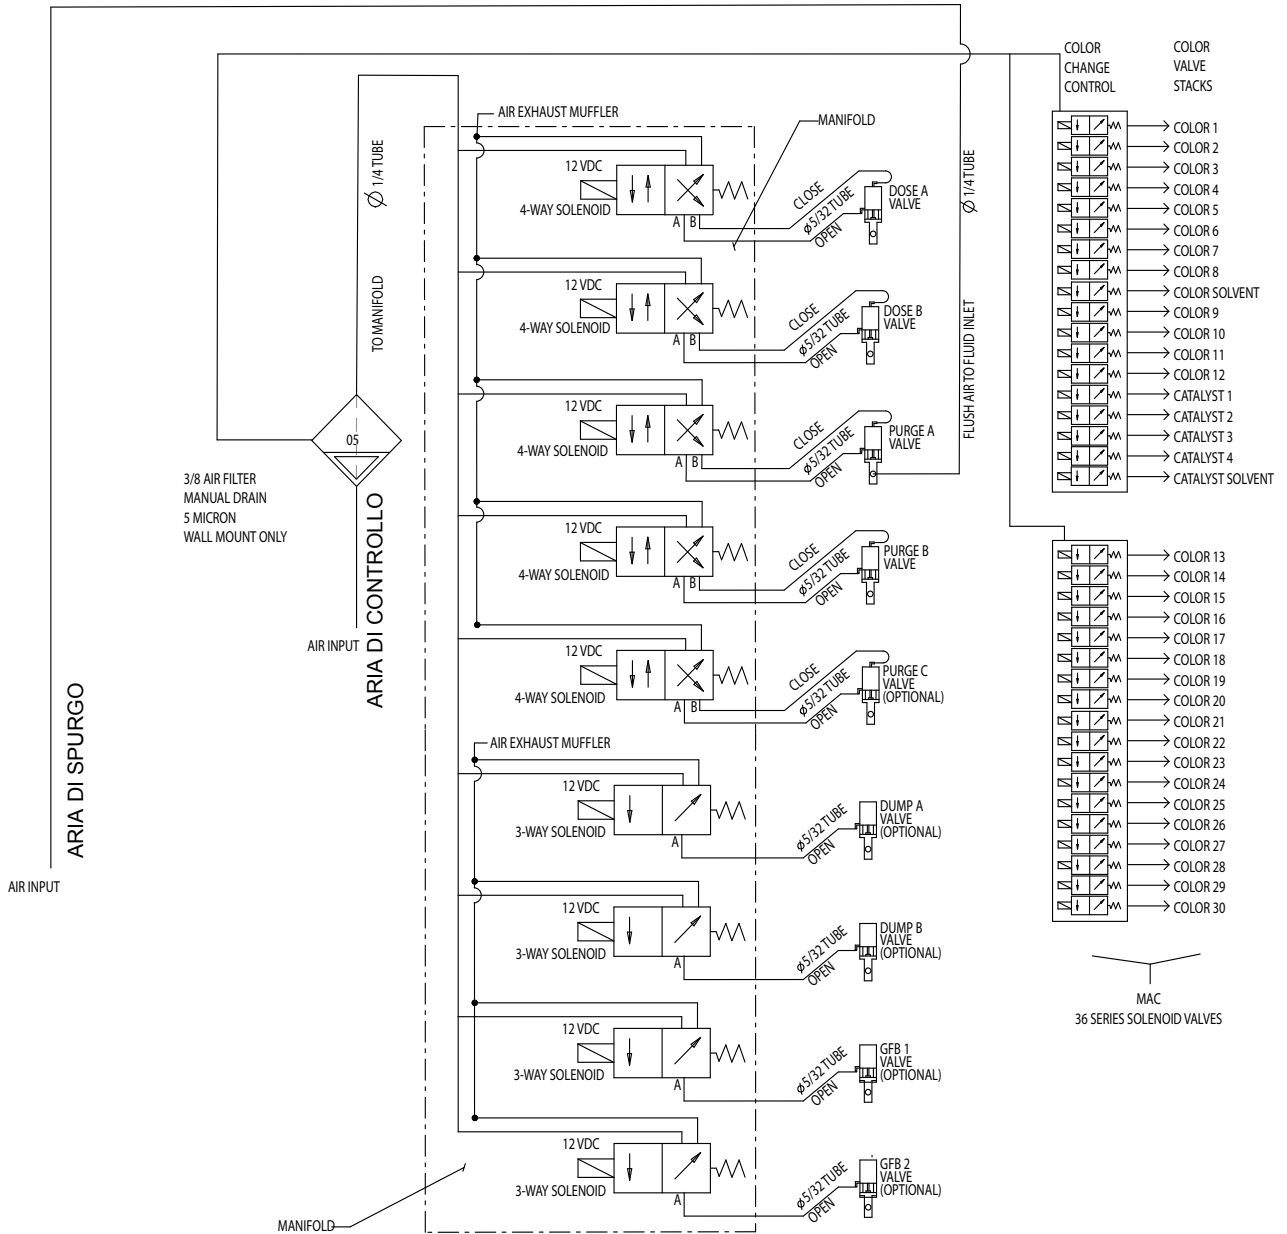 COLOR
CHANGE
CONTROL
COLOR
VALVE
STACKS
AIR EXHAUST MUFFLER
MANIFOLD
Ø 1/4 TUBE
TO MANIFOLD
05
3/8 AIR FILTER
MANUAL DRAIN
5 MICRON
WALL MOUNT ONLY
AIR INPUT
ARIA DI CONTROLLO
ARIA DI SPURGO
AIR INPUT
12 VDC
4-WAY SOLENOID
A B
CLOSE
Ø5/32 TUBE
OPEN
DOSE A
VALVE
12 VDC
4-WAY SOLENOID
A B
CLOSE
Ø5/32 TUBE
OPEN
DOSE B
VALVE
12 VDC
4-WAY SOLENOID
A B
CLOSE
Ø5/32 TUBE
OPEN
PURGE A
VALVE
12 VDC
4-WAY SOLENOID
A B
CLOSE
Ø5/32 TUBE
OPEN
PURGE B
VALVE
12 VDC
4-WAY SOLENOID
A B
CLOSE
Ø5/32 TUBE
OPEN
PURGE C
VALVE
(OPTIONAL)
AIR EXHAUST MUFFLER
12 VDC
3-WAY SOLENOID
A
Ø5/32 TUBE
OPEN
DUMP A
VALVE
(OPTIONAL)
12 VDC
3-WAY SOLENOID
A
Ø5/32 TUBE
OPEN
DUMP B
VALVE
(OPTIONAL)
12 VDC
3-WAY SOLENOID
A
Ø5/32 TUBE
OPEN
GFB 1
VALVE
(OPTIONAL)
12 VDC
3-WAY SOLENOID
A
Ø5/32 TUBE
OPEN
GFB 2
VALVE
(OPTIONAL)
MANIFOLD
Ø 1/4 TUBE
FLUSH AIR TO FLUID INLET
COLOR 1
COLOR 2
COLOR 3
COLOR 4
COLOR 5
COLOR 6
COLOR 7
COLOR 8
COLOR SOLVENT
COLOR 9
COLOR 10
COLOR 11
COLOR 12
CATALYST 1
CATALYST 2
CATALYST 3
CATALYST 4
CATALYST SOLVENT
COLOR 13
COLOR 14
COLOR 15
COLOR 16
COLOR 17
COLOR 18
COLOR 19
COLOR 20
COLOR 21
COLOR 22
COLOR 23
COLOR 24
COLOR 25
COLOR 26
COLOR 27
COLOR 28
COLOR 29
COLOR 30
MAC
36 SERIES SOLENOID VALVES